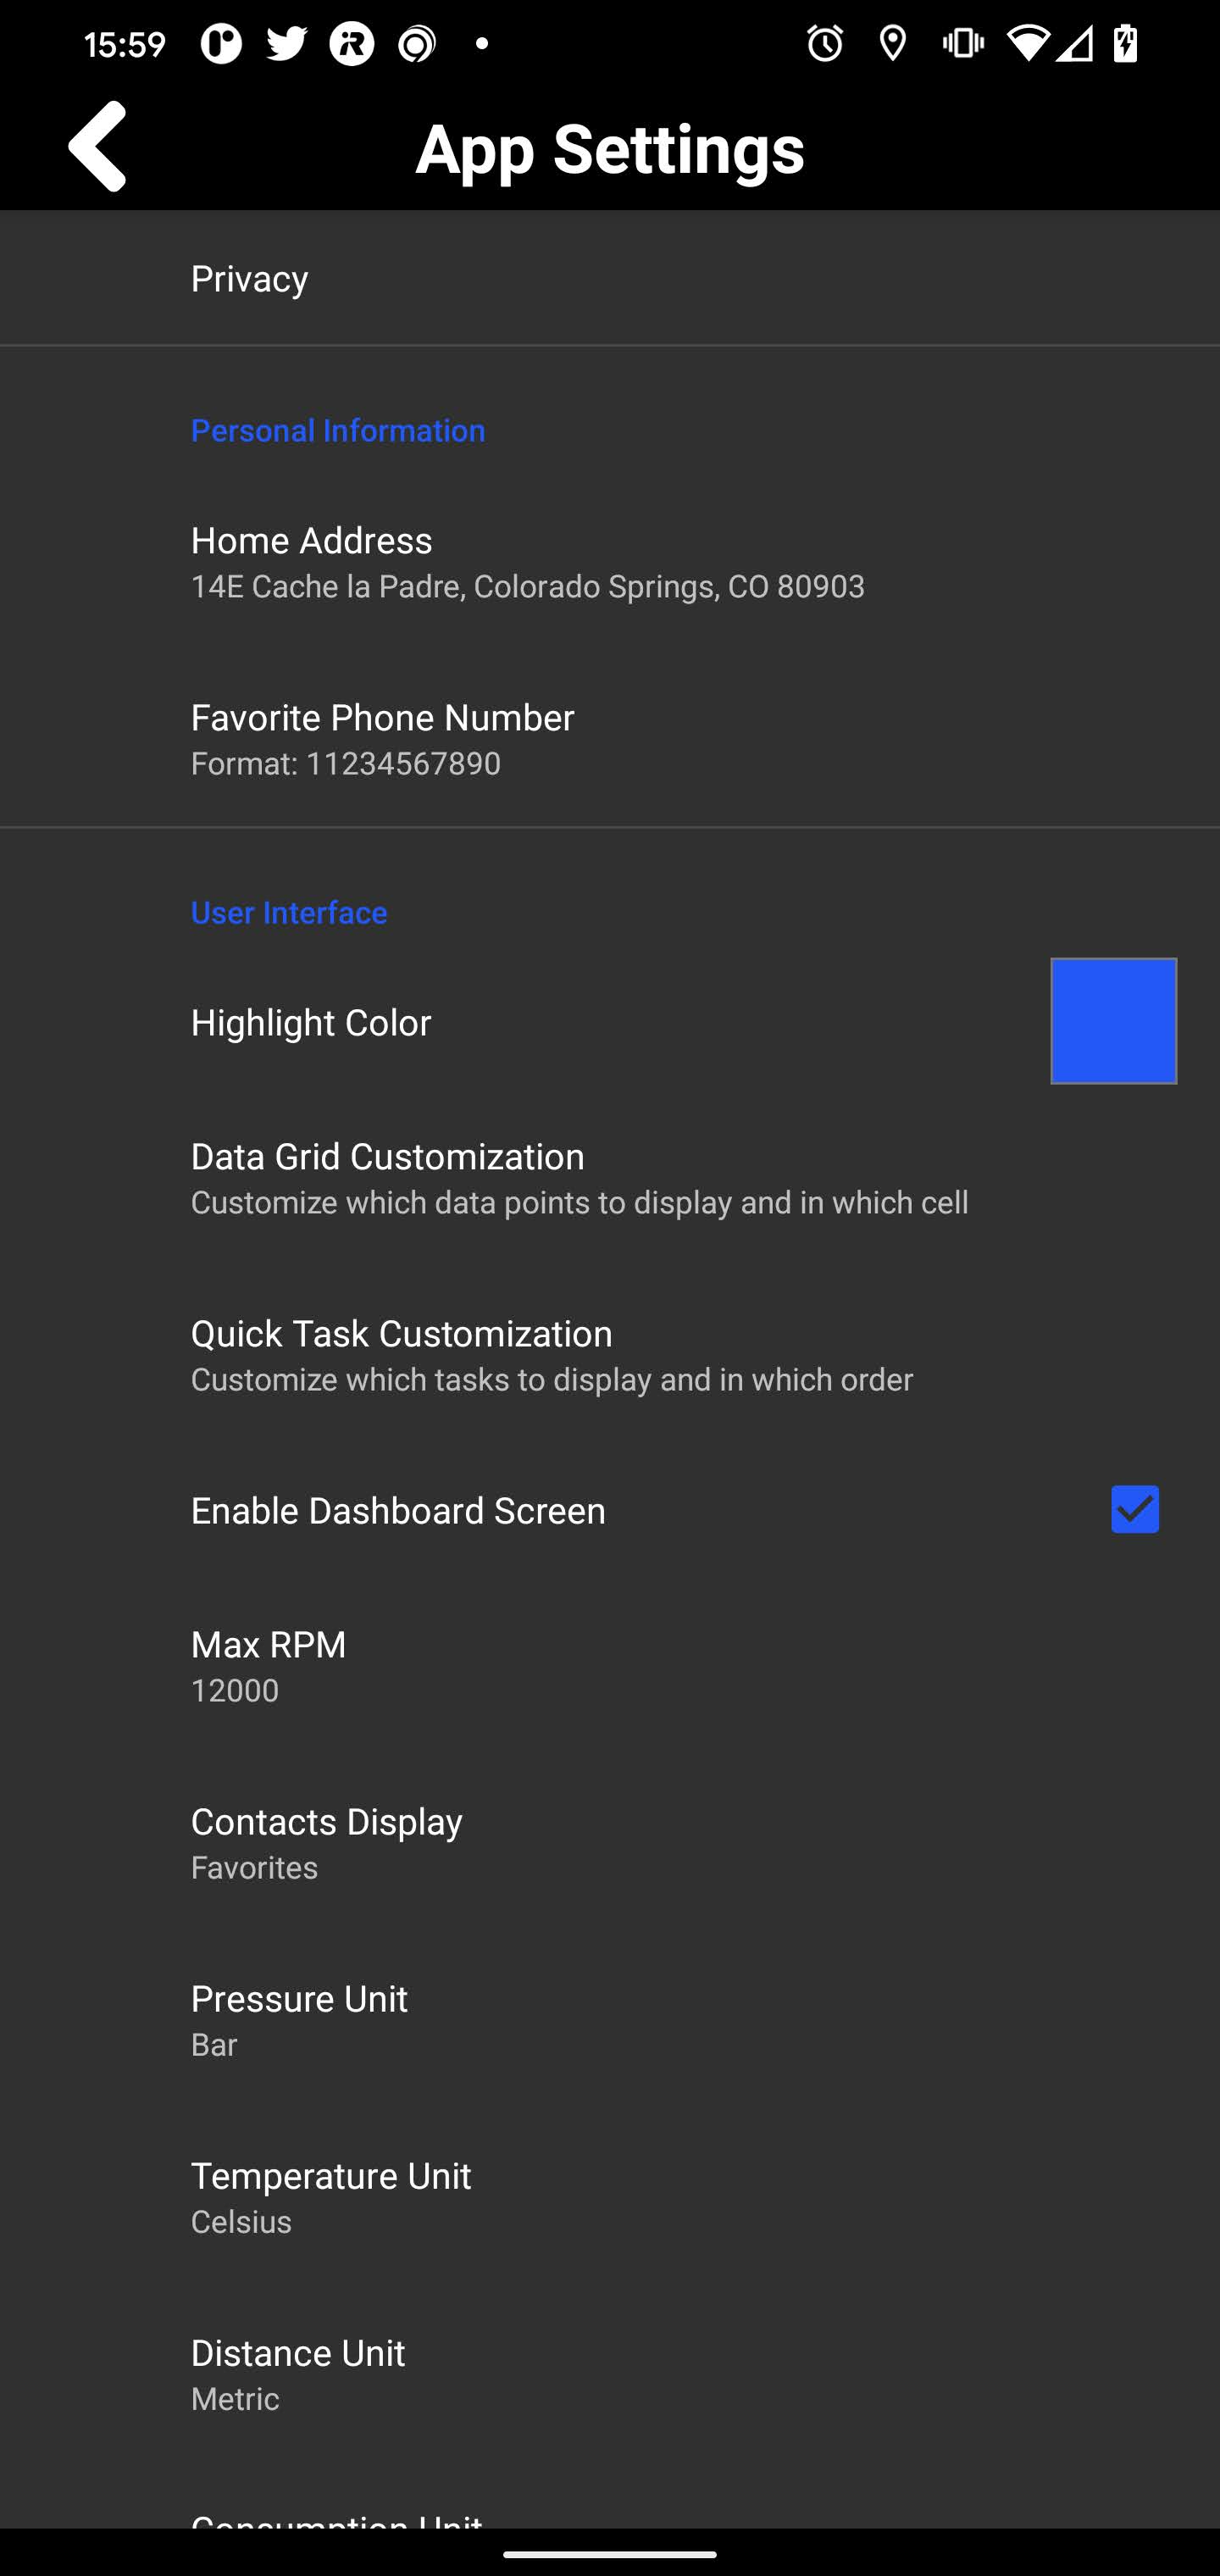 15:59
App Settings
Privacy
Personal Information
Home Address
14E Cache la Padre, Colorado Springs, CO 80903
Favorite Phone Number
Format: 11234567890
User Interface
Highlight Color
Data Grid Customization
Customize which data points to display and in which cell
Quick Task Customization
Customize which tasks to display and in which order
Enable Dashboard Screen
Max RPM
12000
Contacts Display
Favorites
Pressure Unit
Bar
Temperature Unit
Celsius
Distance Unit
Metric
Consumption Unit